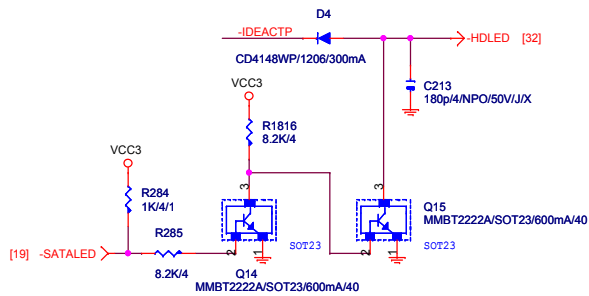 D4
-IDEACTP
-HDLED [32]
CD4148WP/1206/300mA
VCC3
C213
180p/4/NPO/50V/J/X
R1816
8.2K/4
VCC3
R284
1K/4/1
3
3
Q15
MMBT2222A/SOT23/600mA/40
R285
SOT23
SOT23
[19] -SATALED
2
1
2
1
8.2K/4
Q14
MMBT2222A/SOT23/600mA/40